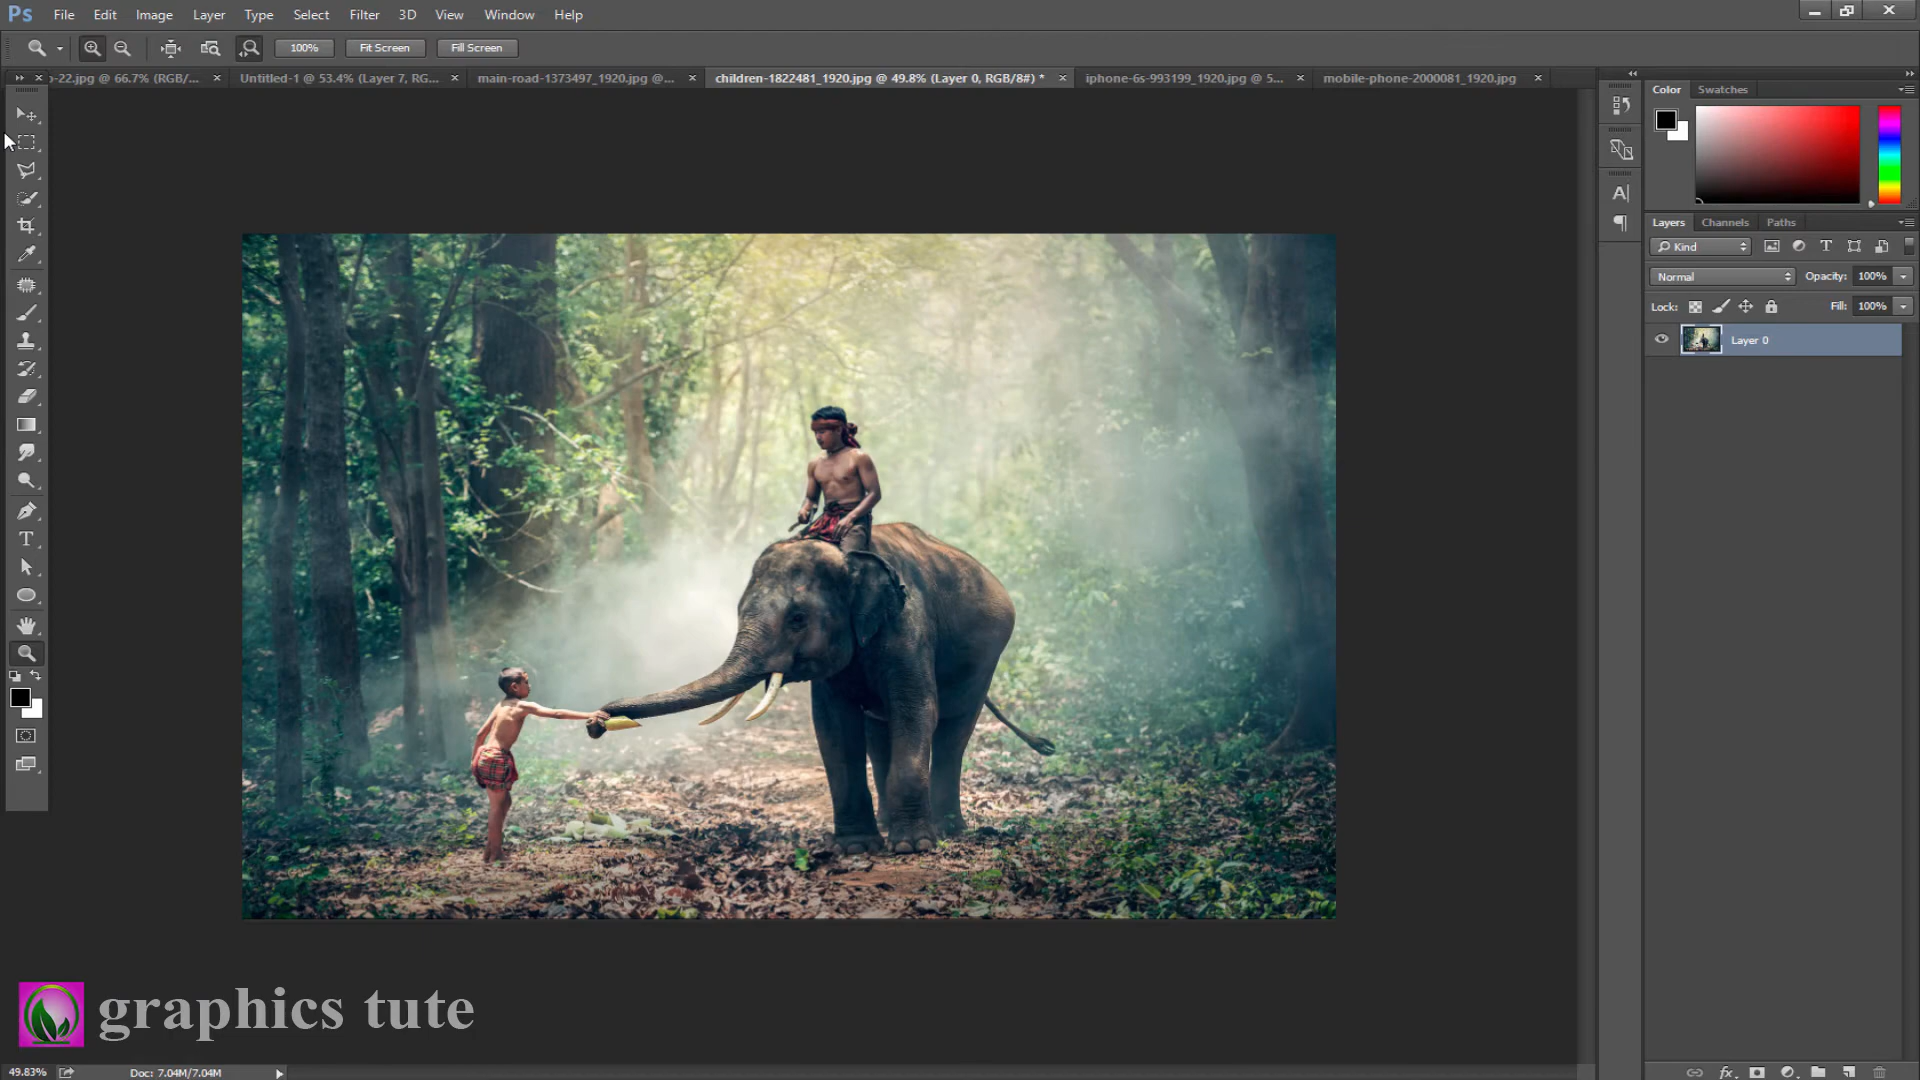 Ps File Edit Image Layer Type Select Filter 3D View Window Help
100% Fit Screen Fill Screen
-22.jpg @ 66.7% (RGB/... Untitled-1 @ 53.4% (Layer 7, RG... main-road-1373497_1920.jpg @... children-1822481_1920.jpg @ 49.8% (Layer 0, RGB/8#) * iphone-6s-993199_1920.jpg @ 5... mobile-phone-2000081_1920.jpg
Color Swatches
Layers Channels Paths
Kind
Normal Opacity: 100%
Lock: Fill: 100%
Layer 0
graphics tute
49.83% Doc: 7.04M/7.04M